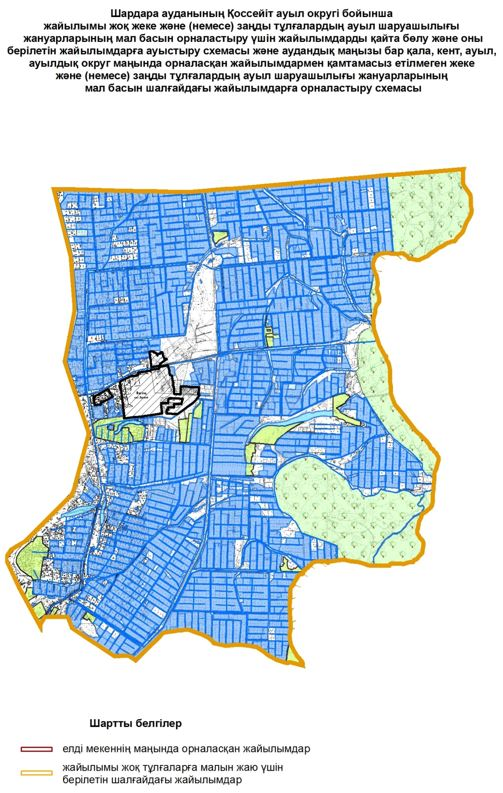 Шардара ауданының Қоссейіт ауыл округі бойынша
жайылымы жоқ жеке және (немесе) заңды тұлғалардың ауыл шаруашылығы
жануарларының мал басын орналастыру үшін жайылымдарды қайта бөлу және оны
берілетін жайылымдарға ауыстыру схемасы және аудандық маңызы бар қала, кент, ауыл,
ауылдық округ маңында орналасқан жайылымдармен қамтамасыз етілмеген жеке
және (немесе) заңды тұлғалардың ауыл шаруашылығы жануарларының
мал басын шалғайдағы жайылымдарға орналастыру схемасы
Шартты белгілер
елді мекеннің маңында орналасқан жайылымдар
жайылымы жоқ тұлғаларға малын жаю үшін
берілетін шалғайдағы жайылымдар